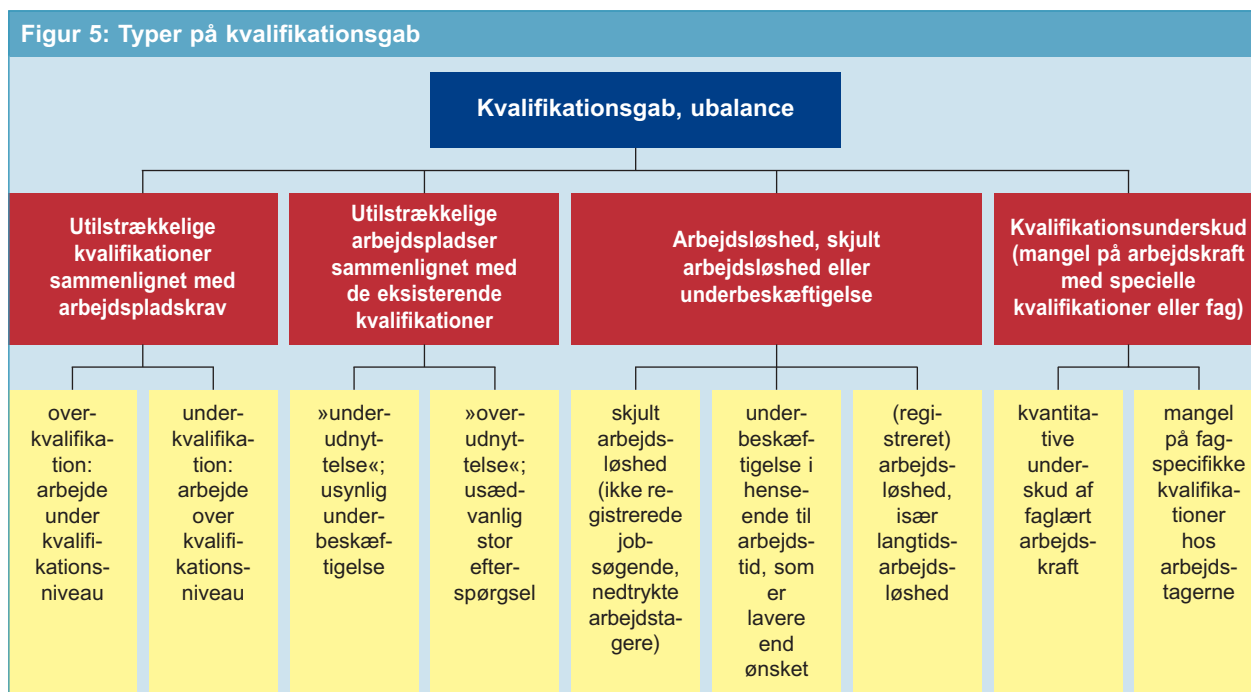 Figur 5: Typer på kvalifikationsgab
Kvalifikationsgab, ubalance
Utilstrækkelige
kvalifikationer
sammenlignet med
arbejdspladskrav
Utilstrækkelige
arbejdspladser
sammenlignet med
de eksisterende
kvalifikationer
Arbejdsløshed, skjult
arbejdsløshed eller
underbeskæftigelse
Kvalifikationsunderskud
(mangel på arbejdskraft
med specielle
kvalifikationer eller fag)
over-
kvalifika-
tion:
arbejde
under
kvalifi-
kations-
niveau
under-
kvalifika-
tion:
arbejde
over
kvalifi-
kations-
niveau
»under-
udnyt-
telse«;
usynlig
under-
beskæf-
tigelse
»over-
udnyt-
telse«;
usæd-
vanlig
stor
efter-
spørgsel
skjult
arbejds-
løshed
(ikke re-
gistrerede
job-
søgende,
nedtrykte
arbejdsta-
gere)
under-
beskæf-
tigelse i
hense-
ende til
arbejds-
tid, som
er
lavere
end
ønsket
(regi-
streret)
arbejds-
løshed,
især
langtids-
arbejds-
løshed
kvantita-
tive
under-
skud af
faglært
arbejds-
kraft
mangel
på fag-
specifikke
kvalifika-
tioner
hos
arbejds-
tagerne